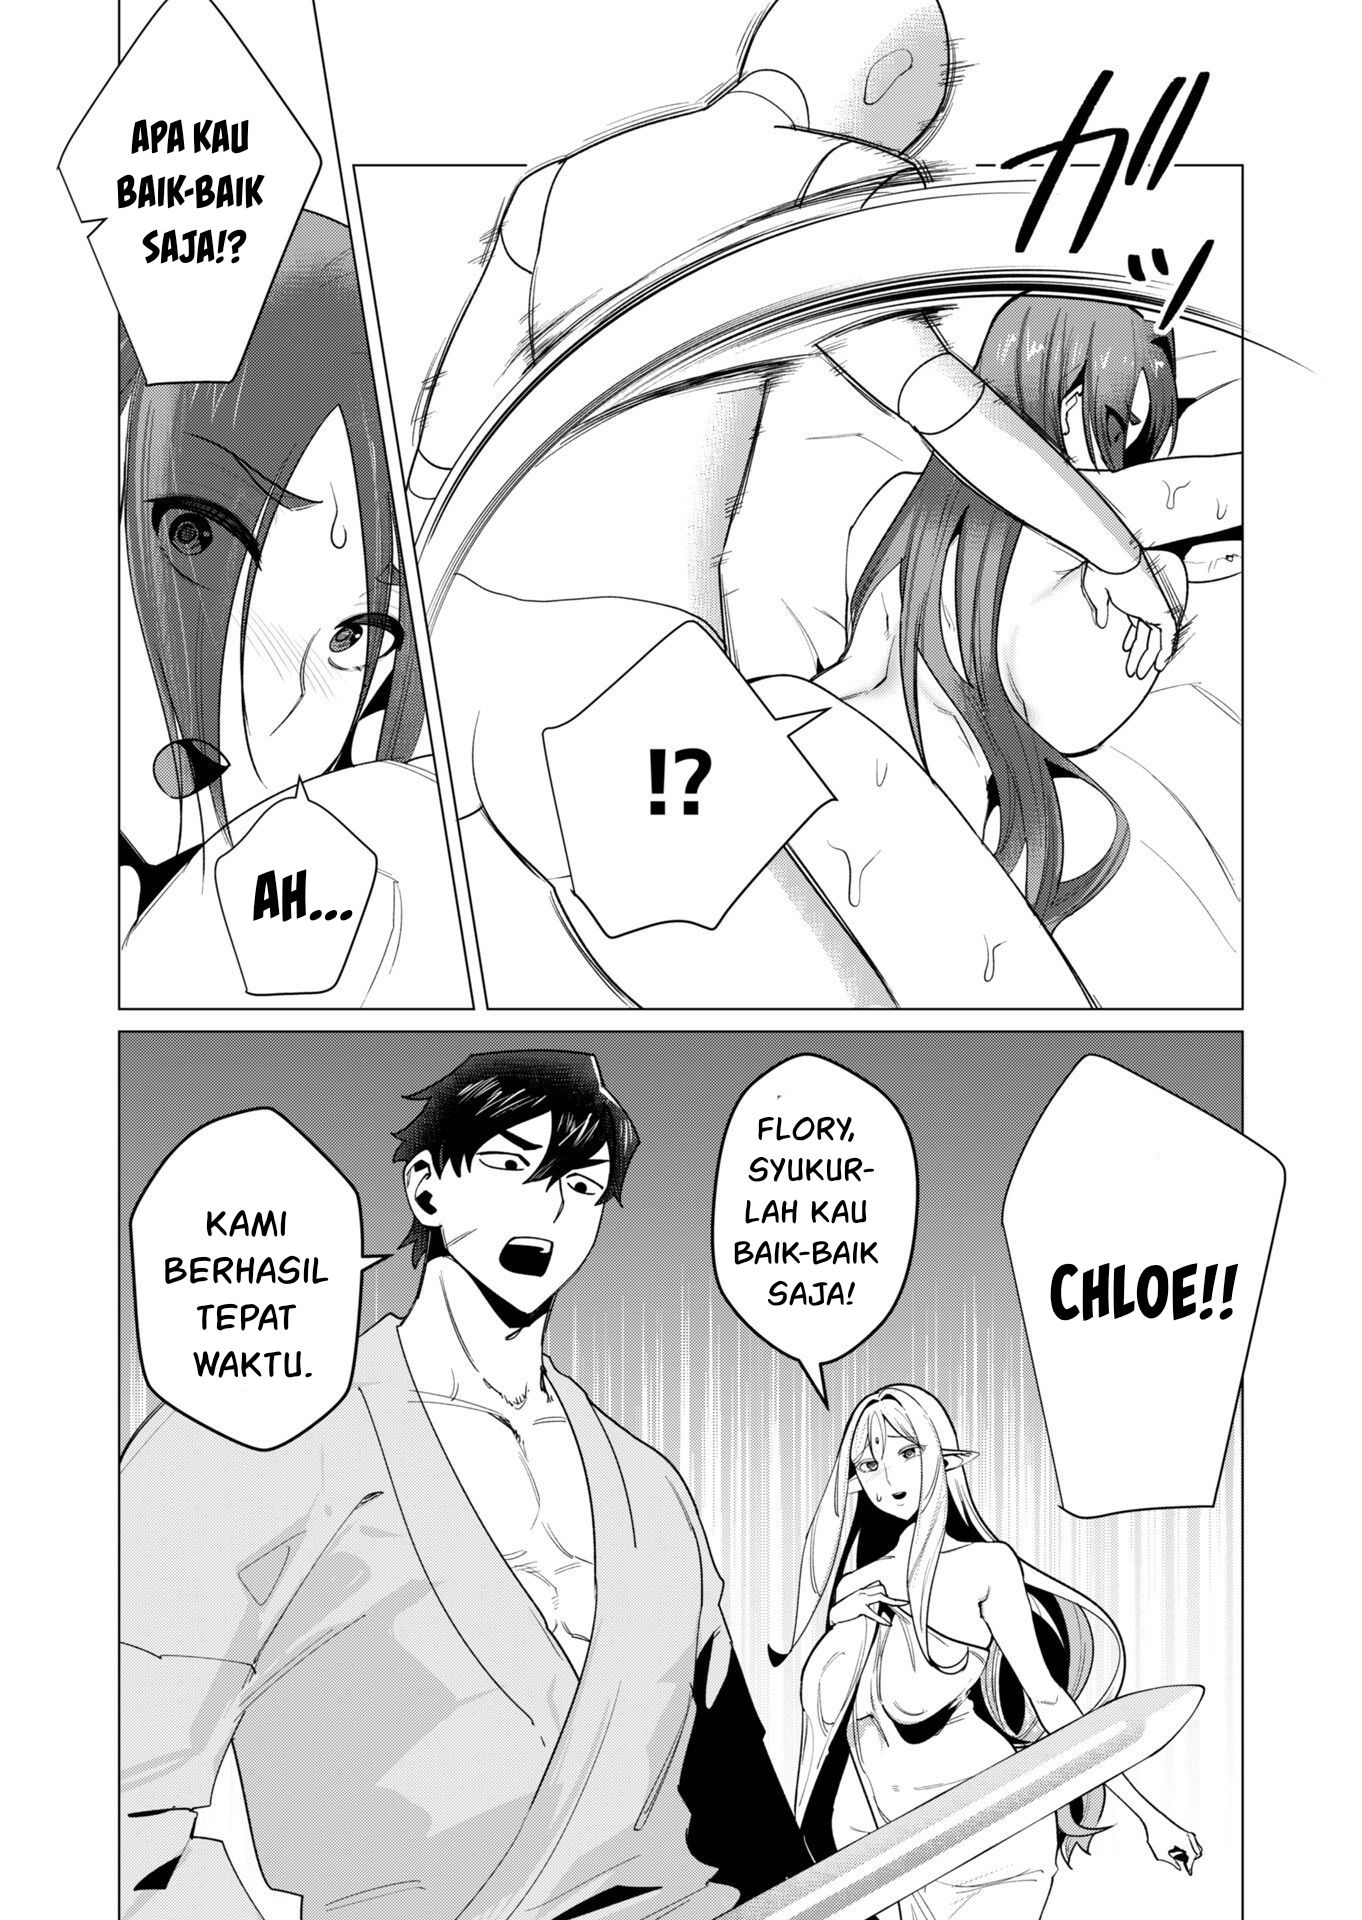 ガッ
!?
APA KAU
BAIK-BAIK
SAJA!?
AH...
CHLOE!!
FLORY,
SYUKUR-
LAH KAU
BAIK-BAIK
SAJA!
KAMI
BERHASIL
TEPAT
WAKTU.